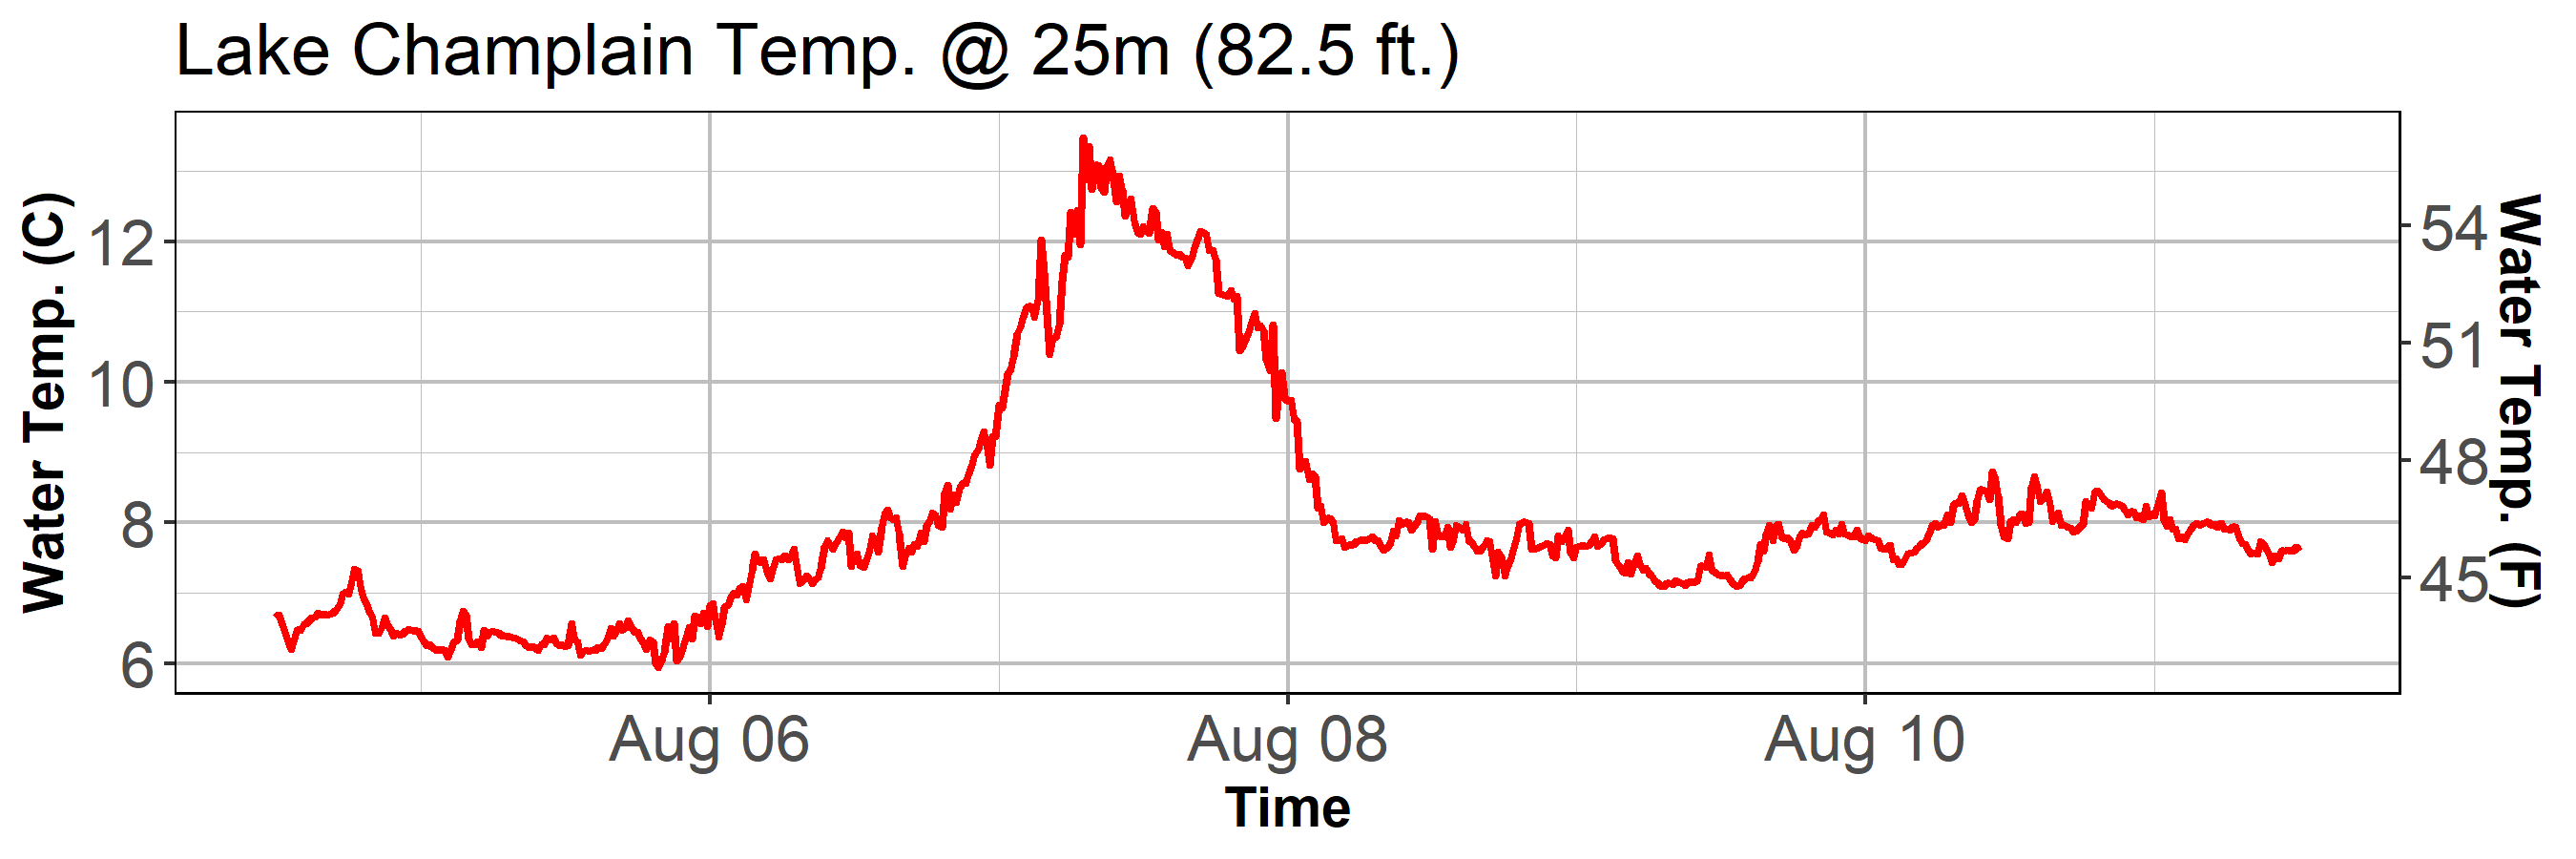 Lake Champlain Temp. @ 25m (82.5 ft.)
Water Temp. (C)
12
10
8
6
54
51
48
45
Water Temp. (F)
Aug 06
Aug 08
Aug 10
Time